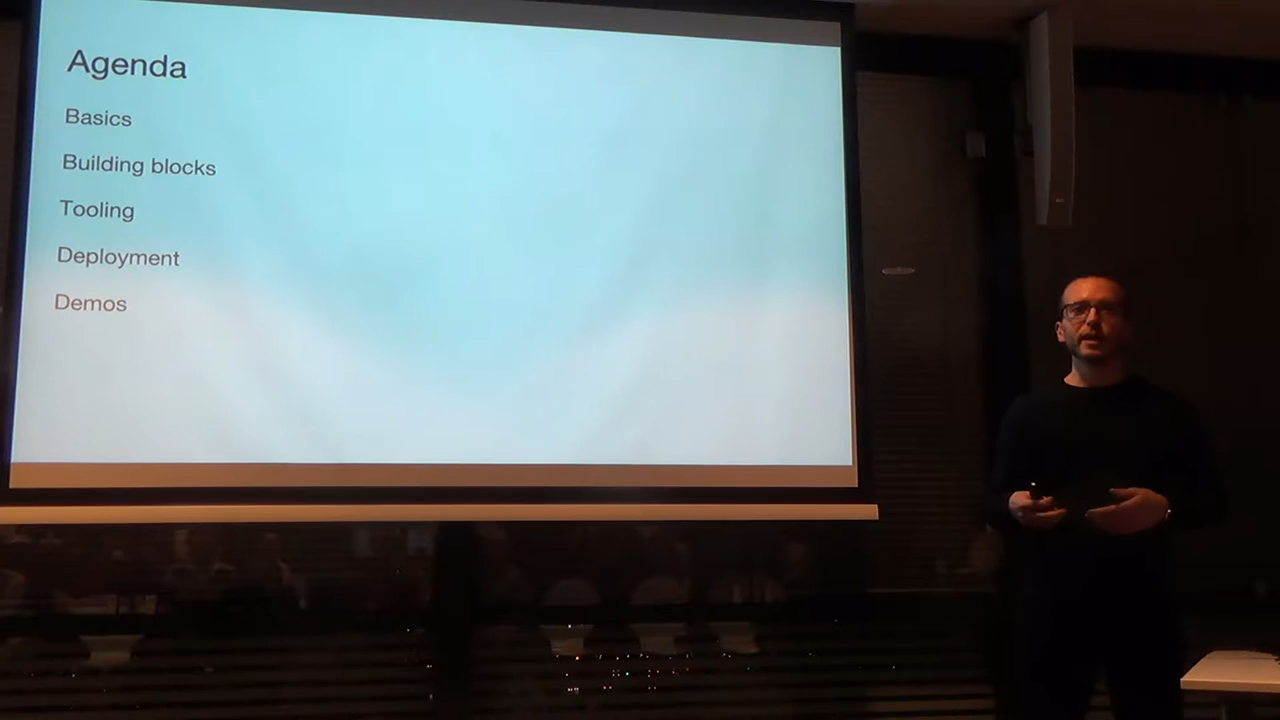 Agenda
Basics
Building blocks
Tooling
Deployment
Demos